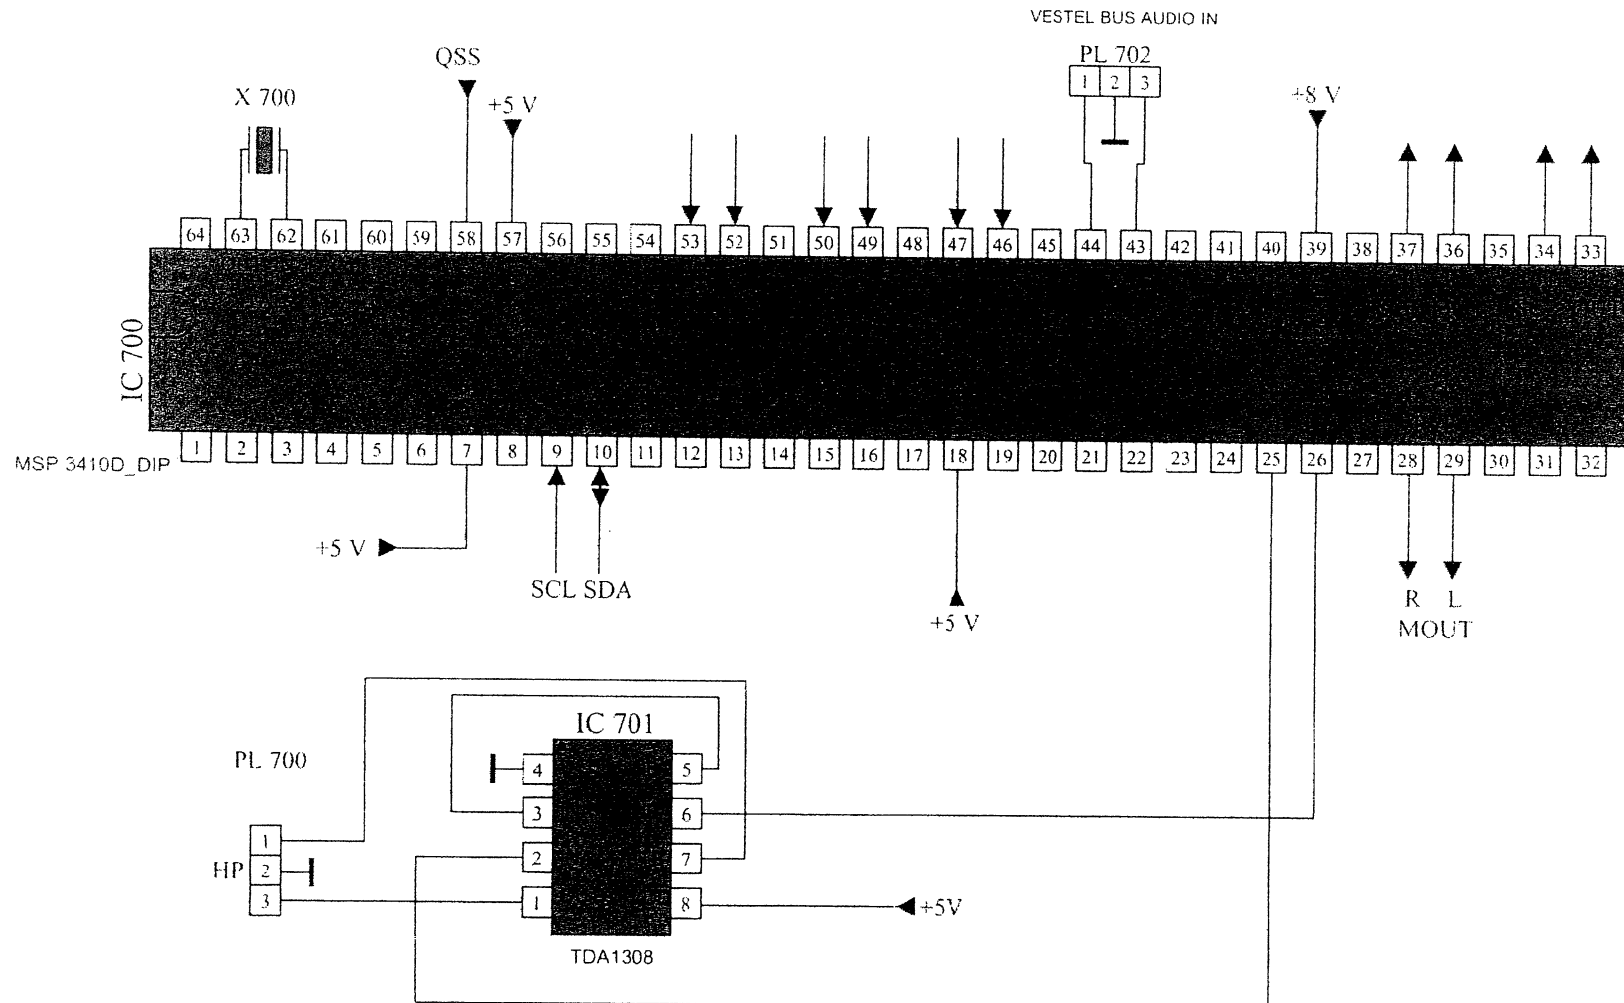 VESTEL BUS AUDIO IN
PL 702
1 2 3
QSS
X 700
+5 V
+8 V
64 63 62 61 60 59 58 57 56 55 54 53 52 51 50 49 48 47 46 45 44 43 42 41 40 39 38 37 36 35 34 33
IC 700
1 2 3 4 5 6 7 8 9 10 11 12 13 14 15 16 17 18 19 20 21 22 23 24 25 26 27 28 29 30 31 32
MSP 3410D_DIP
+5 V
SCL SDA
+5 V
R L
MOUT
IC 701
PL 700
4 5
3 6
1
HP 2
3
2 7
1 8
+5V
TDA1308